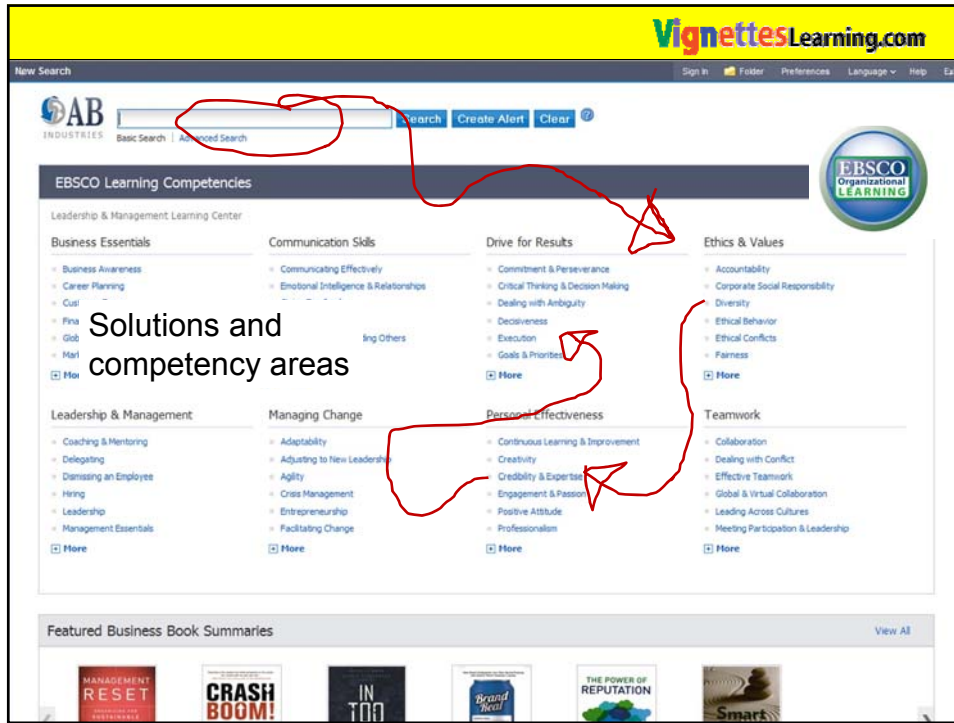 VignettesLearning.com
New Search
Sign In Folder Preferences Language Help
AB
INDUSTRIES
Search Create Alert Clear
Basic Search | Advanced Search
EBSCO
Organizational
LEARNING
EBSCO Learning Competencies
Leadership & Management Learning Center
Business Essentials
Business Awareness
Career Planning
Solutions and
competency areas
More
Communication Skills
Communicating Effectively
Emotional Intelligence & Relationships
Others
Drive for Results
Commitment & Perseverance
Critical Thinking & Decision Making
Dealing with Ambiguity
Decisiveness
Execution
Goals & Priorities
More
Ethics & Values
Accountability
Corporate Social Responsibility
Diversity
Ethical Behavior
Ethical Conflicts
Fairness
More
Leadership & Management
Coaching & Mentoring
Delegating
Dismissing an Employee
Hiring
Leadership
Management Essentials
More
Managing Change
Adaptability
Adjusting to New Leadership
Agility
Crisis Management
Entrepreneurship
Facilitating Change
More
Personal Effectiveness
Continuous Learning & Improvement
Creativity
Credibility & Expertise
Engagement & Passion
Positive Attitude
Professionalism
More
Teamwork
Collaboration
Dealing with Conflict
Effective Teamwork
Global & Virtual Collaboration
Leading Across Cultures
Meeting Participation & Leadership
More
Featured Business Book Summaries
View All
MANAGEMENT
RESET
CRASH
BOOM!
IN
TOO
Brand
Real
THE POWER OF
REPUTATION
Smart